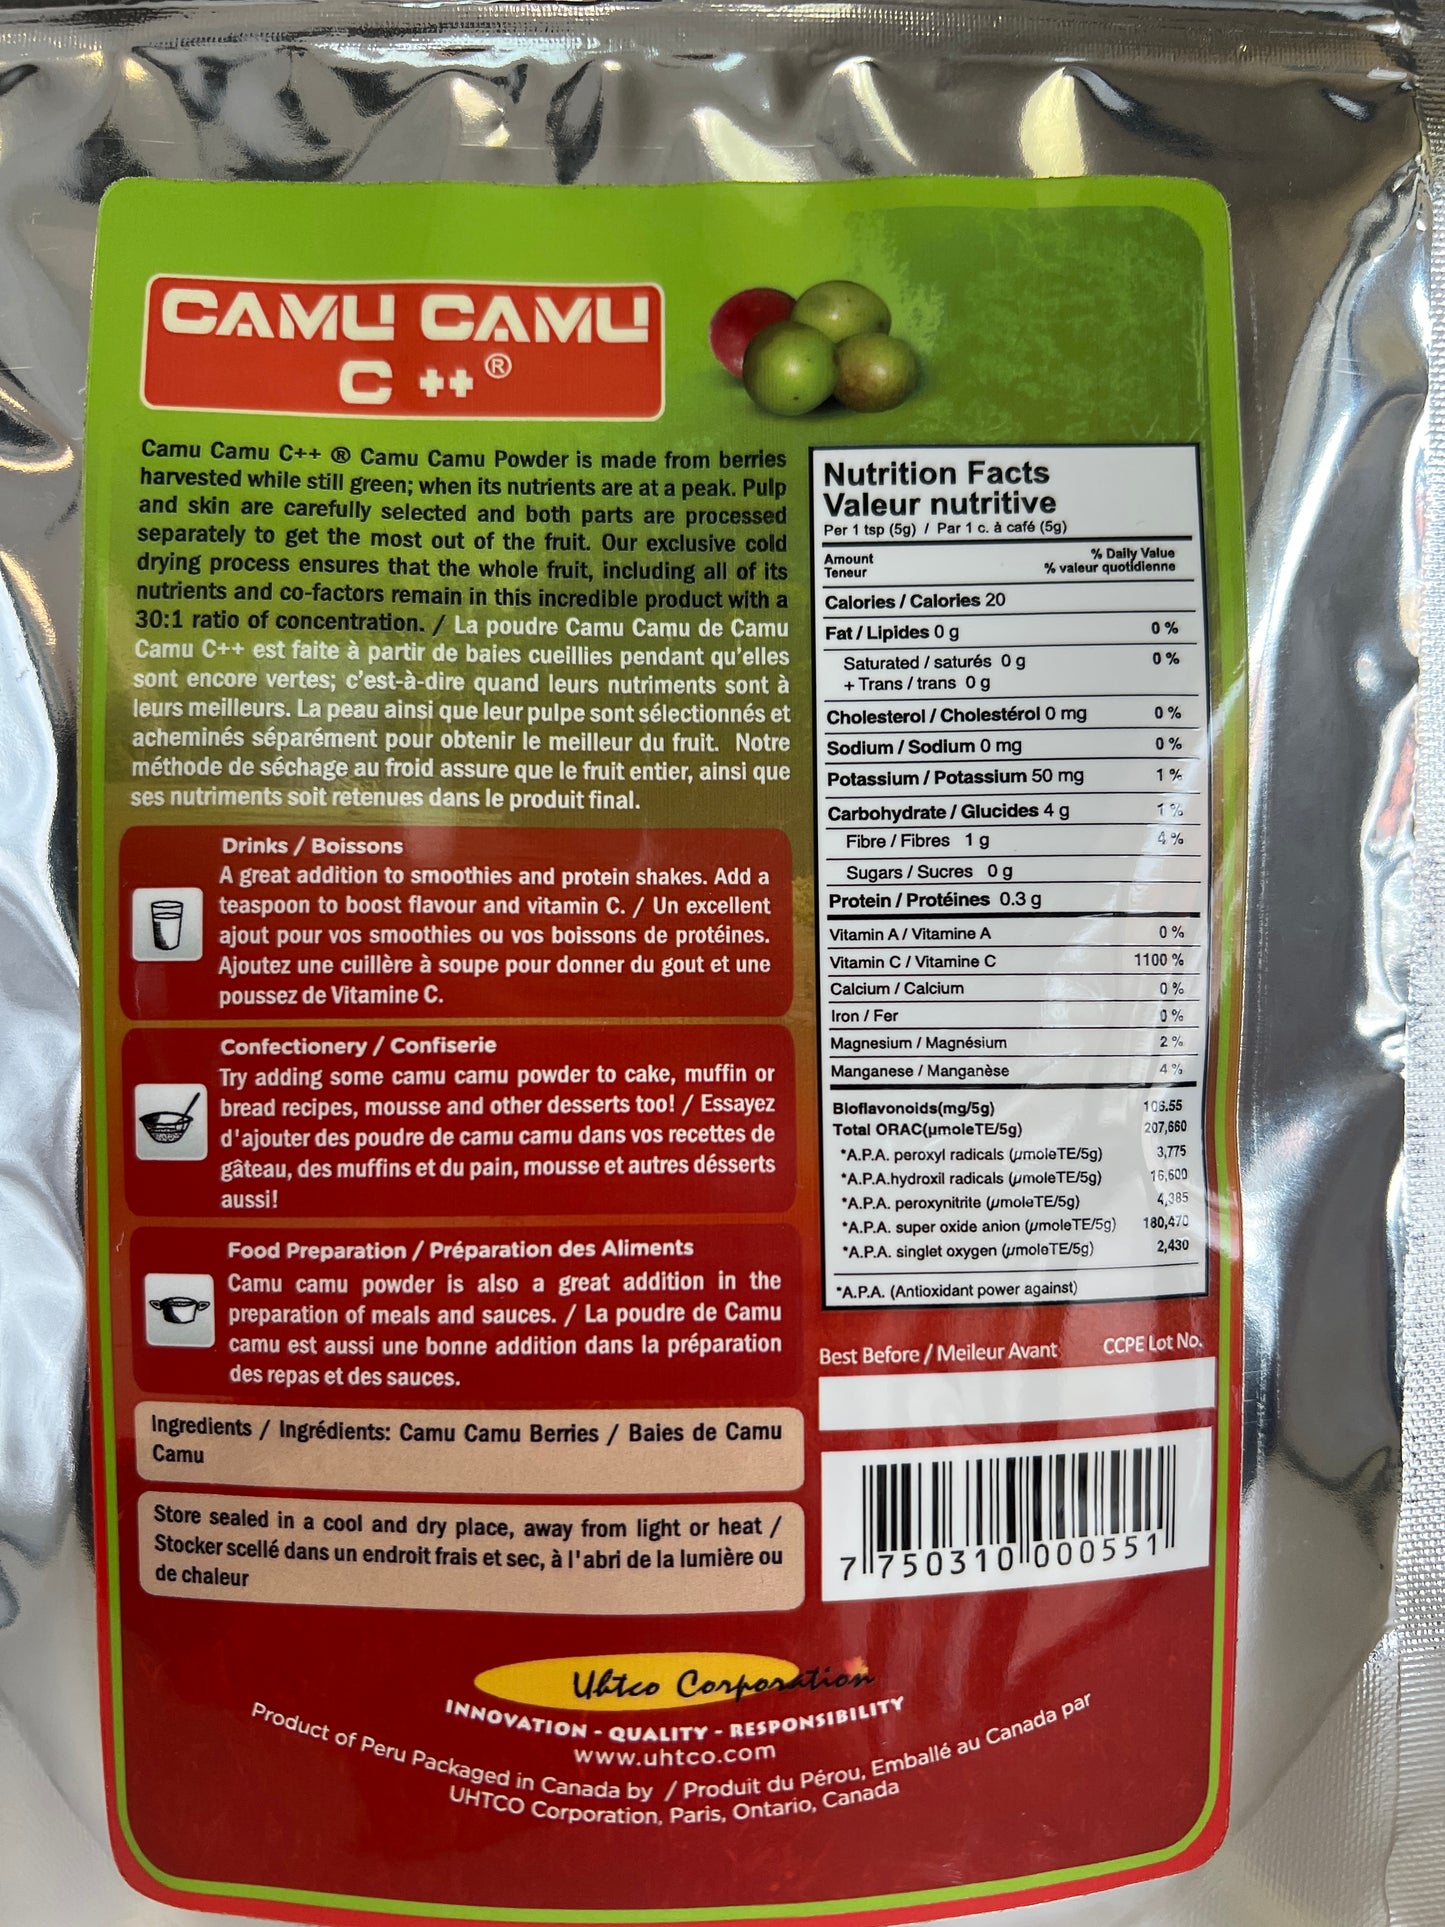 CAMU CAMU
C ++ ®
Camu Camu C++ ® Camu Camu Powder is made from berries
harvested while still green; when its nutrients are at a peak. Pulp
and skin are carefully selected and both parts are processed
separately to get the most out of the fruit. Our exclusive cold
drying process ensures that the whole fruit, including all of its
nutrients and co-factors remain in this incredible product with a
30:1 ratio of concentration. / La poudre Camu Camu de Camu
Camu C++ est faite à partir de baies cueillies pendant qu'elles
sont encore vertes; c'est-à-dire quand leurs nutriments sont à
leurs meilleurs. La peau ainsi que leur pulpe sont sélectionnés et
acheminés séparément pour obtenir le meilleur du fruit. Notre
méthode de séchage au froid assure que le fruit entier, ainsi que
ses nutriments soit retenues dans le produit final.
Drinks / Boissons
A great addition to smoothies and protein shakes. Add a
teaspoon to boost flavour and vitamin C. / Un excellent
ajout pour vos smoothies ou vos boissons de protéines.
Ajoutez une cuillère à soupe pour donner du gout et une
poussez de Vitamine C.
Confectionery / Confiserie
Try adding some camu camu powder to cake, muffin or
bread recipes, mousse and other desserts too! / Essayez
d'ajouter des poudre de camu camu dans vos recettes de
gâteau, des muffins et du pain, mousse et autres désserts
aussi!
Food Preparation / Préparation des Aliments
Camu camu powder is also a great addition in the
preparation of meals and sauces. / La poudre de Camu
camu est aussi une bonne addition dans la préparation
des repas et des sauces.
Ingredients / Ingrédients: Camu Camu Berries / Baies de Camu
Camu
Store sealed in a cool and dry place, away from light or heat /
Stocker scellé dans un endroit frais et sec, à l'abri de la lumière ou
de chaleur
Nutrition Facts
Valeur nutritive
Per 1 tsp (5g) / Par 1 c. à café (5g)
Amount % Daily Value
Teneur % valeur quotidienne
Calories / Calories 20
Fat / Lipides 0 g 0 %
Saturated / saturés 0 g 0 %
+ Trans / trans 0 g
Cholesterol / Cholestérol 0 mg 0 %
Sodium / Sodium 0 mg 0 %
Potassium / Potassium 50 mg 1 %
Carbohydrate / Glucides 4 g 1 %
Fibre / Fibres 1 g 4 %
Sugars / Sucres 0 g
Protein / Protéines 0.3 g
Vitamin A / Vitamine A 0 %
Vitamin C / Vitamine C 1100 %
Calcium / Calcium 0 %
Iron / Fer 0 %
Magnesium / Magnésium 2 %
Manganese / Manganèse 4 %
Bioflavonoids(mg/5g) 103.55
Total ORAC(µmoleTE/5g) 207,660
*A.P.A. peroxyl radicals (µmoleTE/5g) 3,775
*A.P.A.hydroxil radicals (µmoleTE/5g) 16,600
*A.P.A. peroxynitrite (µmoleTE/5g) 4,385
*A.P.A. super oxide anion (µmoleTE/5g) 180,470
*A.P.A. singlet oxygen (µmoleTE/5g) 2,430
*A.P.A. (Antioxidant power against)
Best Before / Meileur Avant CCPE Lot No.
7 750310 000551
Uhtco Corporation
INNOVATION - QUALITY - RESPONSIBILITY
www.uhtco.com
Product of Peru Packaged in Canada by / Produit du Pérou, Emballé au Canada par
UHTCO Corporation, Paris, Ontario, Canada